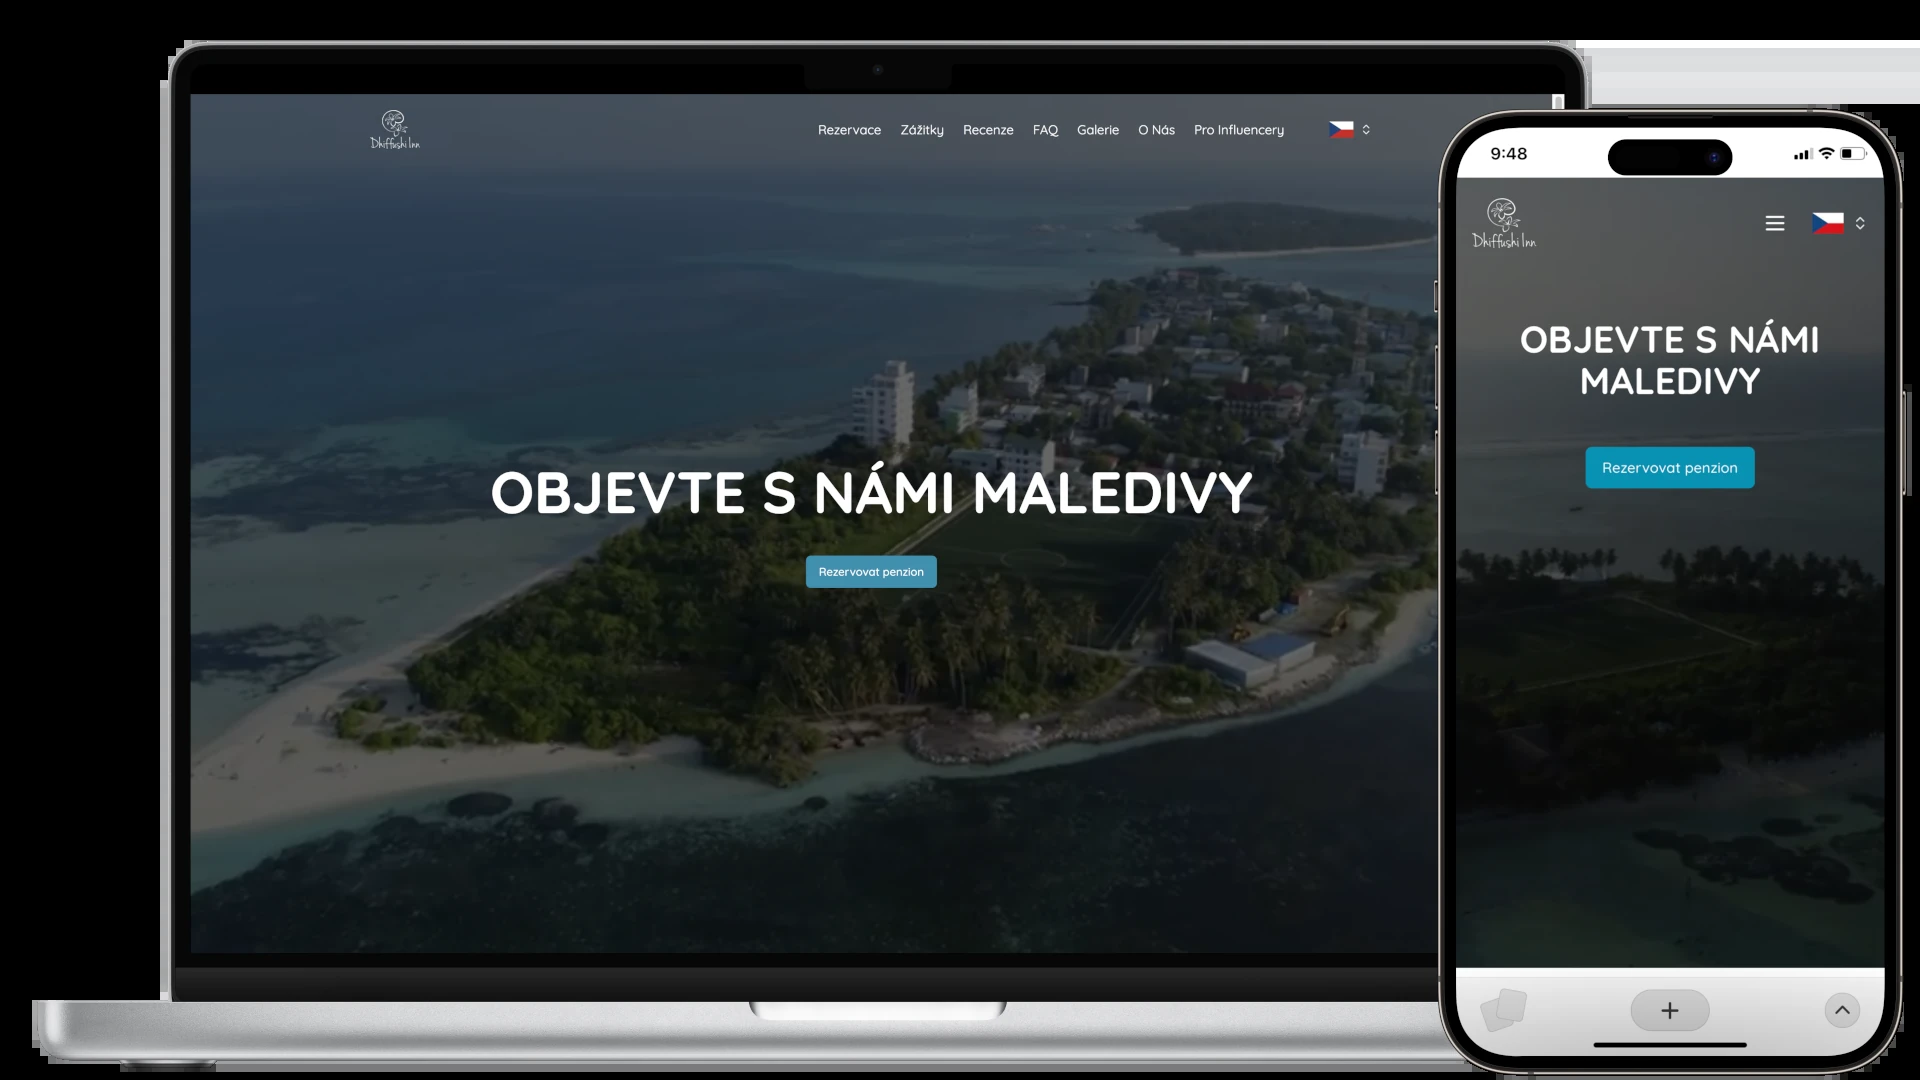 Dhiffushi Inn
Rezervace Zážitky Recenze FAQ Galerie O Nás Pro Influencery
OBJEVTE S NÁMI MALEDIVY
Rezervovat penzion
9:48
Dhiffushi Inn
OBJEVTE S NÁMI
MALEDIVY
Rezervovat penzion